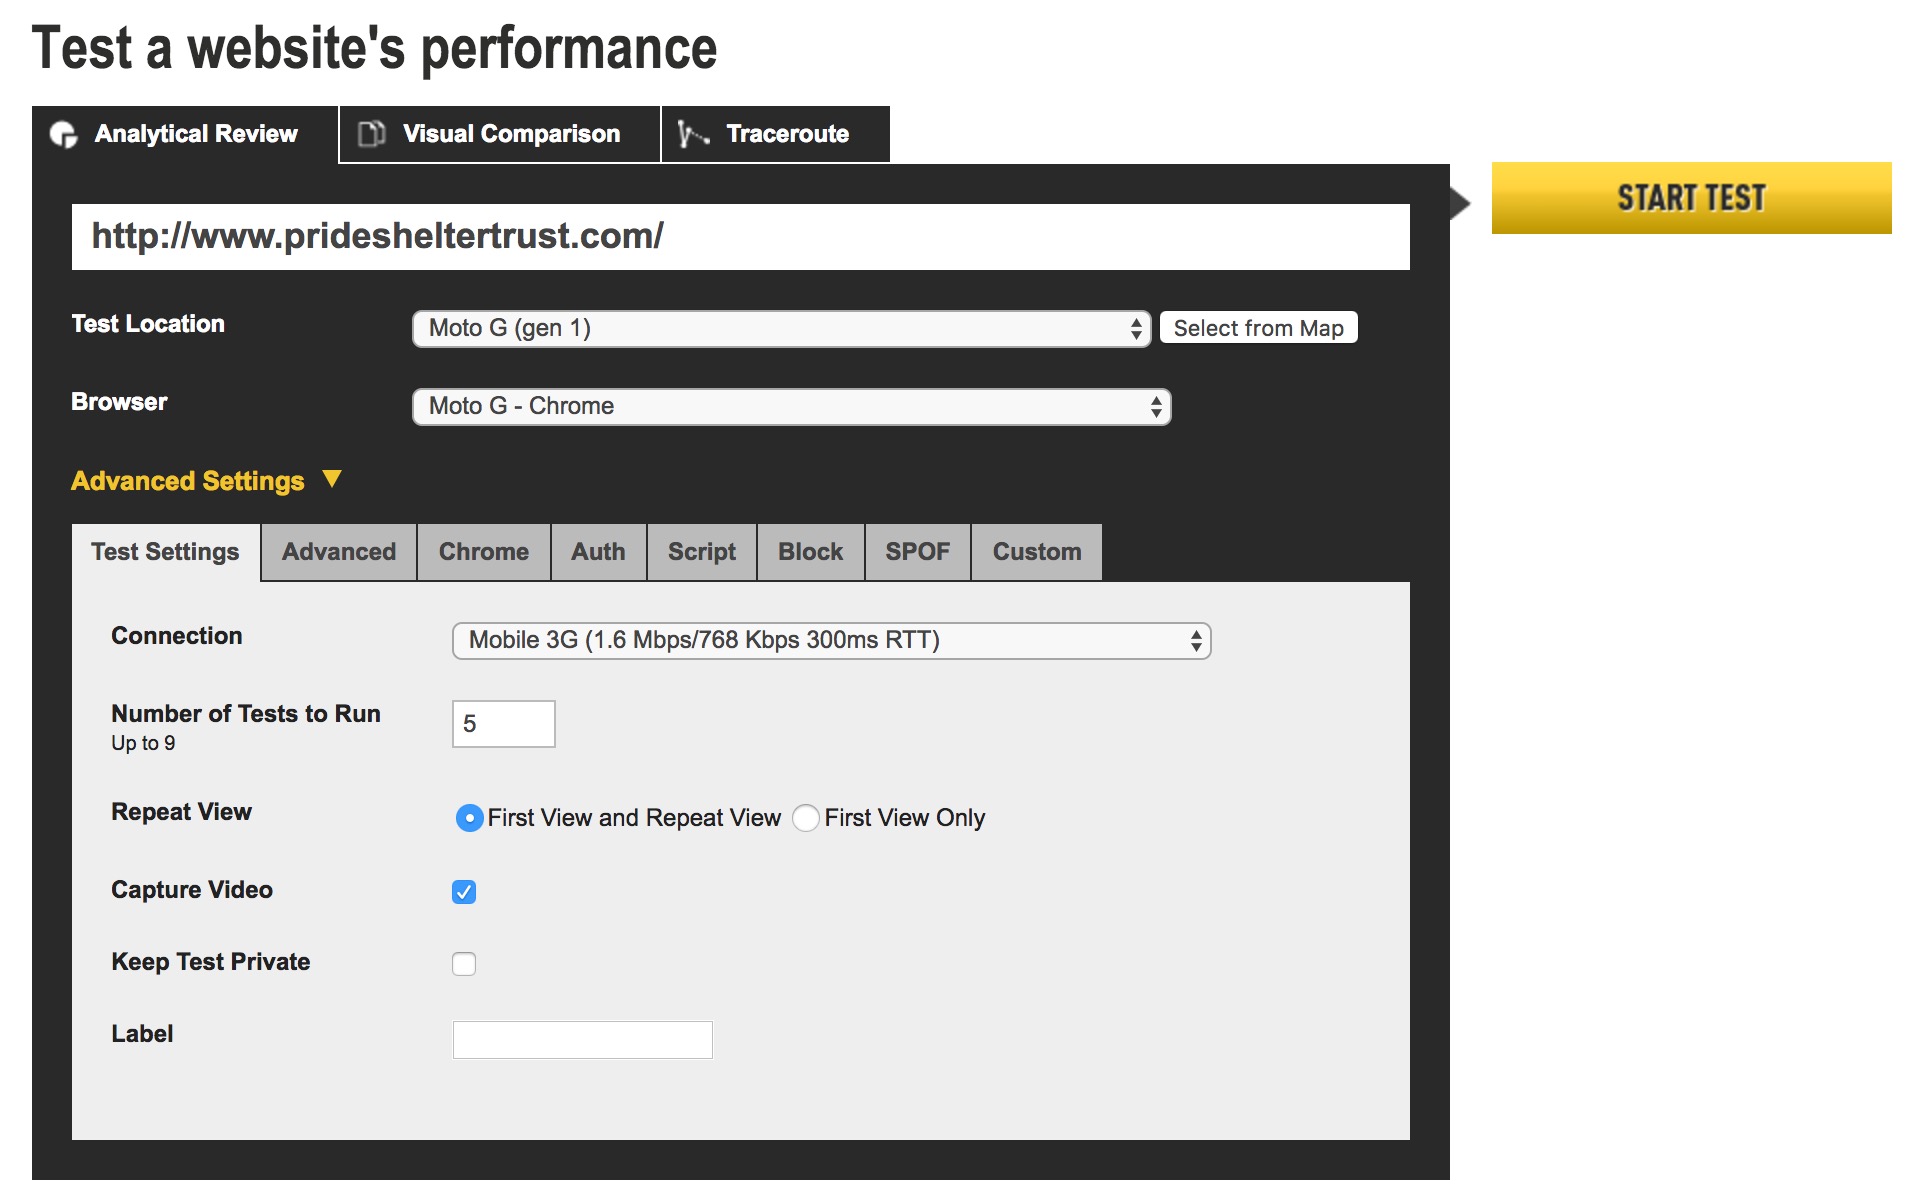 Test a website's performance
Analytical Review Visual Comparison Traceroute
START TEST
http://www.pridesheltertrust.com/
Test Location Moto G (gen 1) Select from Map
Browser Moto G - Chrome
Advanced Settings ▼
Test Settings Advanced Chrome Auth Script Block SPOF Custom
Connection Mobile 3G (1.6 Mbps/768 Kbps 300ms RTT)
Number of Tests to Run 5
Up to 9
Repeat View First View and Repeat View First View Only
Capture Video
Keep Test Private
Label